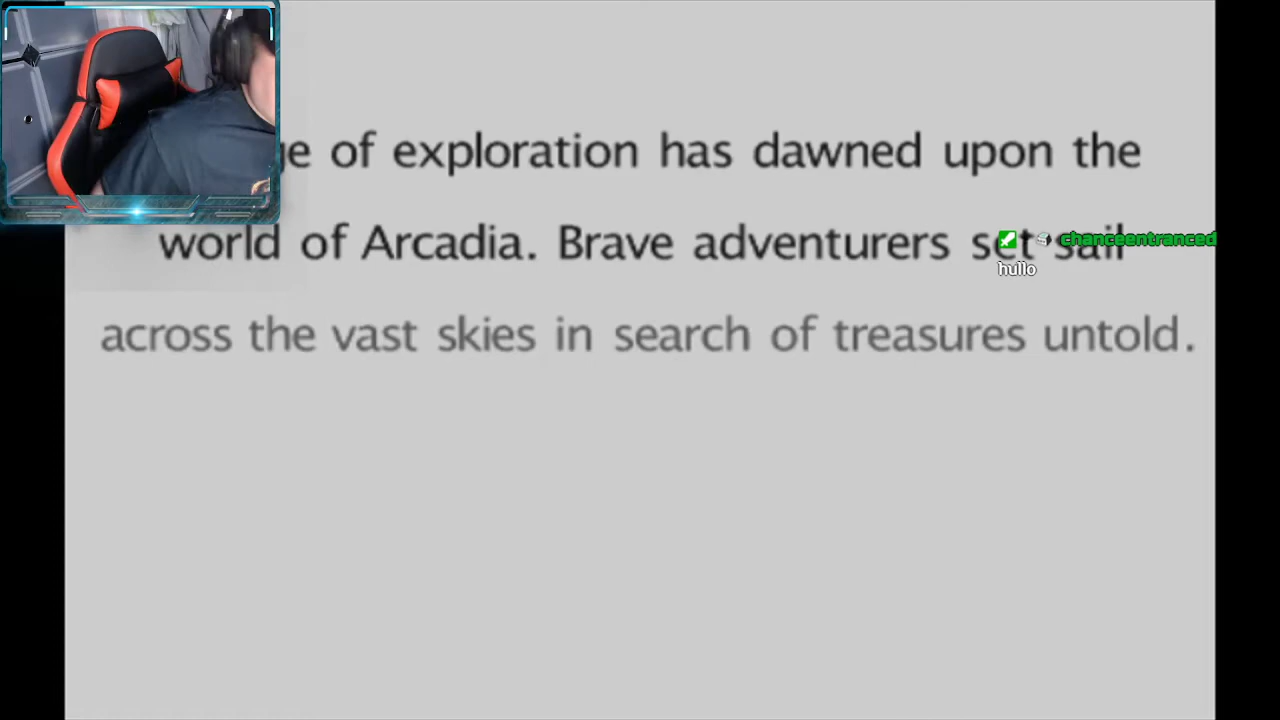 of exploration has dawned upon the
world of Arcadia. Brave adventurers set sail
chanceentranced
hullo
across the vast skies in search of treasures untold.